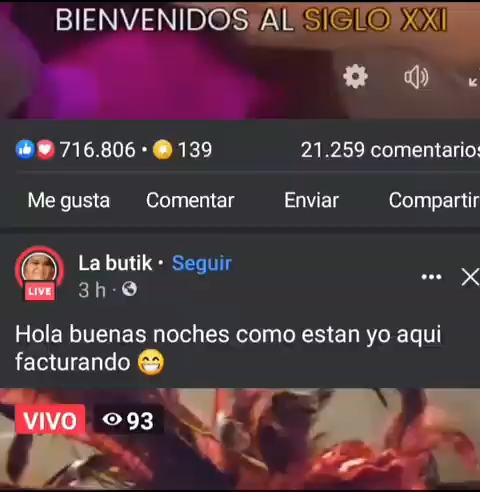 BIENVENIDOS AL SIGLO XXI
716.806 • 139 21.259 comentarios
Me gusta Comentar Enviar Compartir
La butik • Seguir
LIVE
3 h ·
Hola buenas noches como estan yo aqui
facturando 😁
VIVO 93